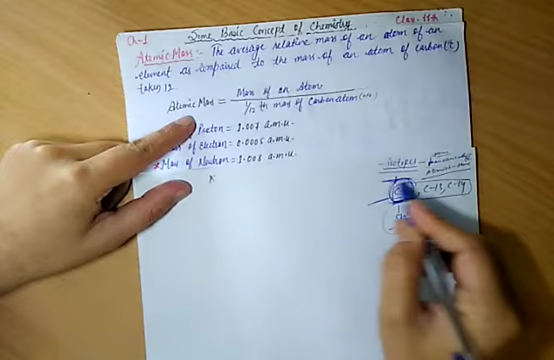 Ch-1 Some Basic Concept of Chemistry Class-11th
Atomic Mass:- The average relative mass of an atom of an
element as compared to the mass of an atom of carbon
taken 12.
Atomic Mass = Mass of an Atom
1/12 th mass of Carbon atom
Proton = 1.007 a.m.u.
of Electron = 0.0005 a.m.u.
* Mass of Neutron = 1.008 a.m.u.
*
- isotopes -
C-13, C-14